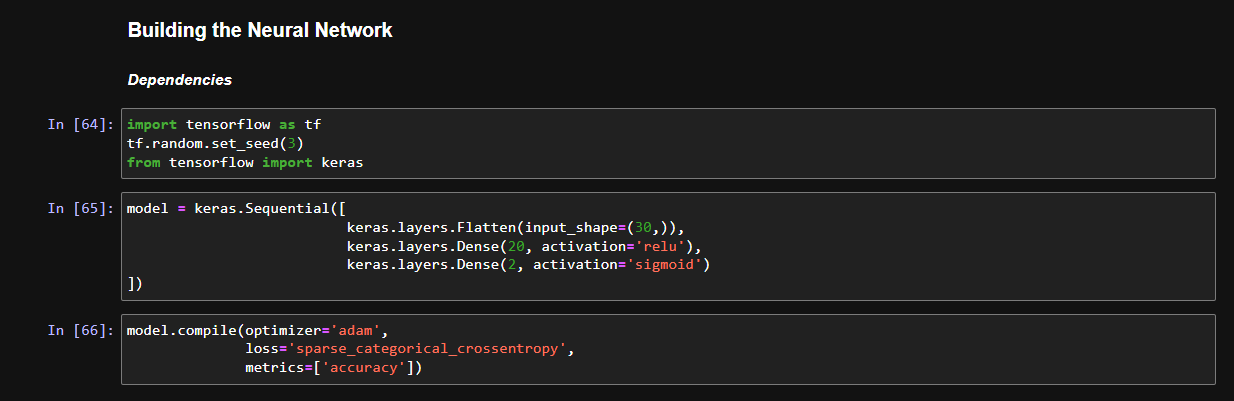 Building the Neural Network
Dependencies
In [64]: import tensorflow as tf
tf.random.set_seed(3)
from tensorflow import keras
In [65]: model = keras.Sequential([
keras.layers.Flatten(input_shape=(30,)),
keras.layers.Dense(20, activation='relu'),
keras.layers.Dense(2, activation='sigmoid')
])
In [66]: model.compile(optimizer='adam',
loss='sparse_categorical_crossentropy',
metrics=['accuracy'])